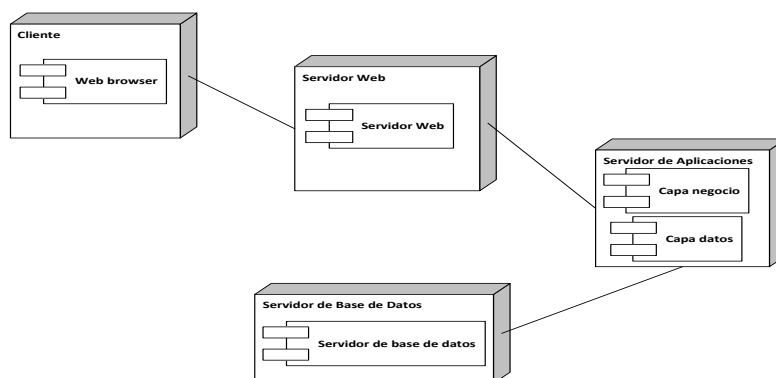 Cliente
Web browser
Servidor Web
Servidor Web
Servidor de Aplicaciones
Capa negocio
Capa datos
Servidor de Base de Datos
Servidor de base de datos